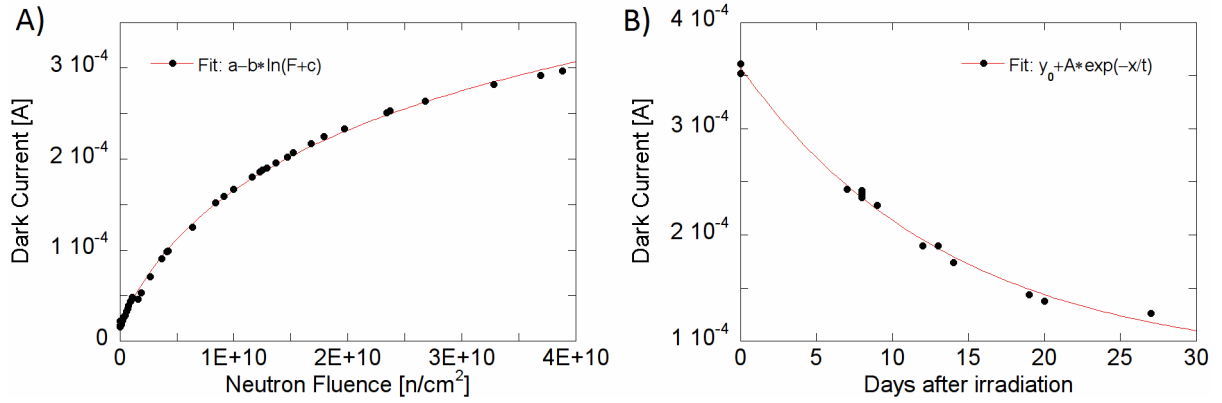 A)
Fit: a−b*ln(F+c)
Dark Current [A]
3 10⁻⁴
2 10⁻⁴
1 10⁻⁴
0
0 1E+10 2E+10 3E+10 4E+10
Neutron Fluence [n/cm²]
B)
Fit: y₀+A*exp(−x/t)
Dark Current [A]
4 10⁻⁴
3 10⁻⁴
2 10⁻⁴
1 10⁻⁴
0 5 10 15 20 25 30
Days after irradiation